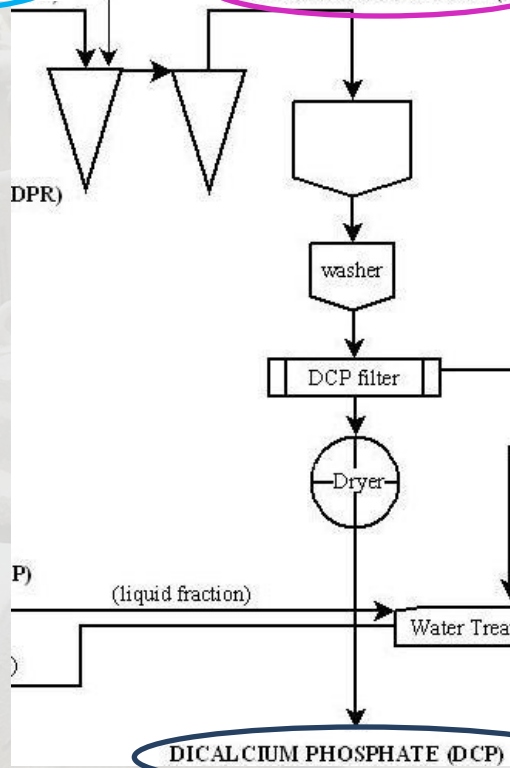 DPR)
washer
DCP filter
Dryer
P)
(liquid fraction)
Water Trea
)
DICALCIUM PHOSPHATE (DCP)